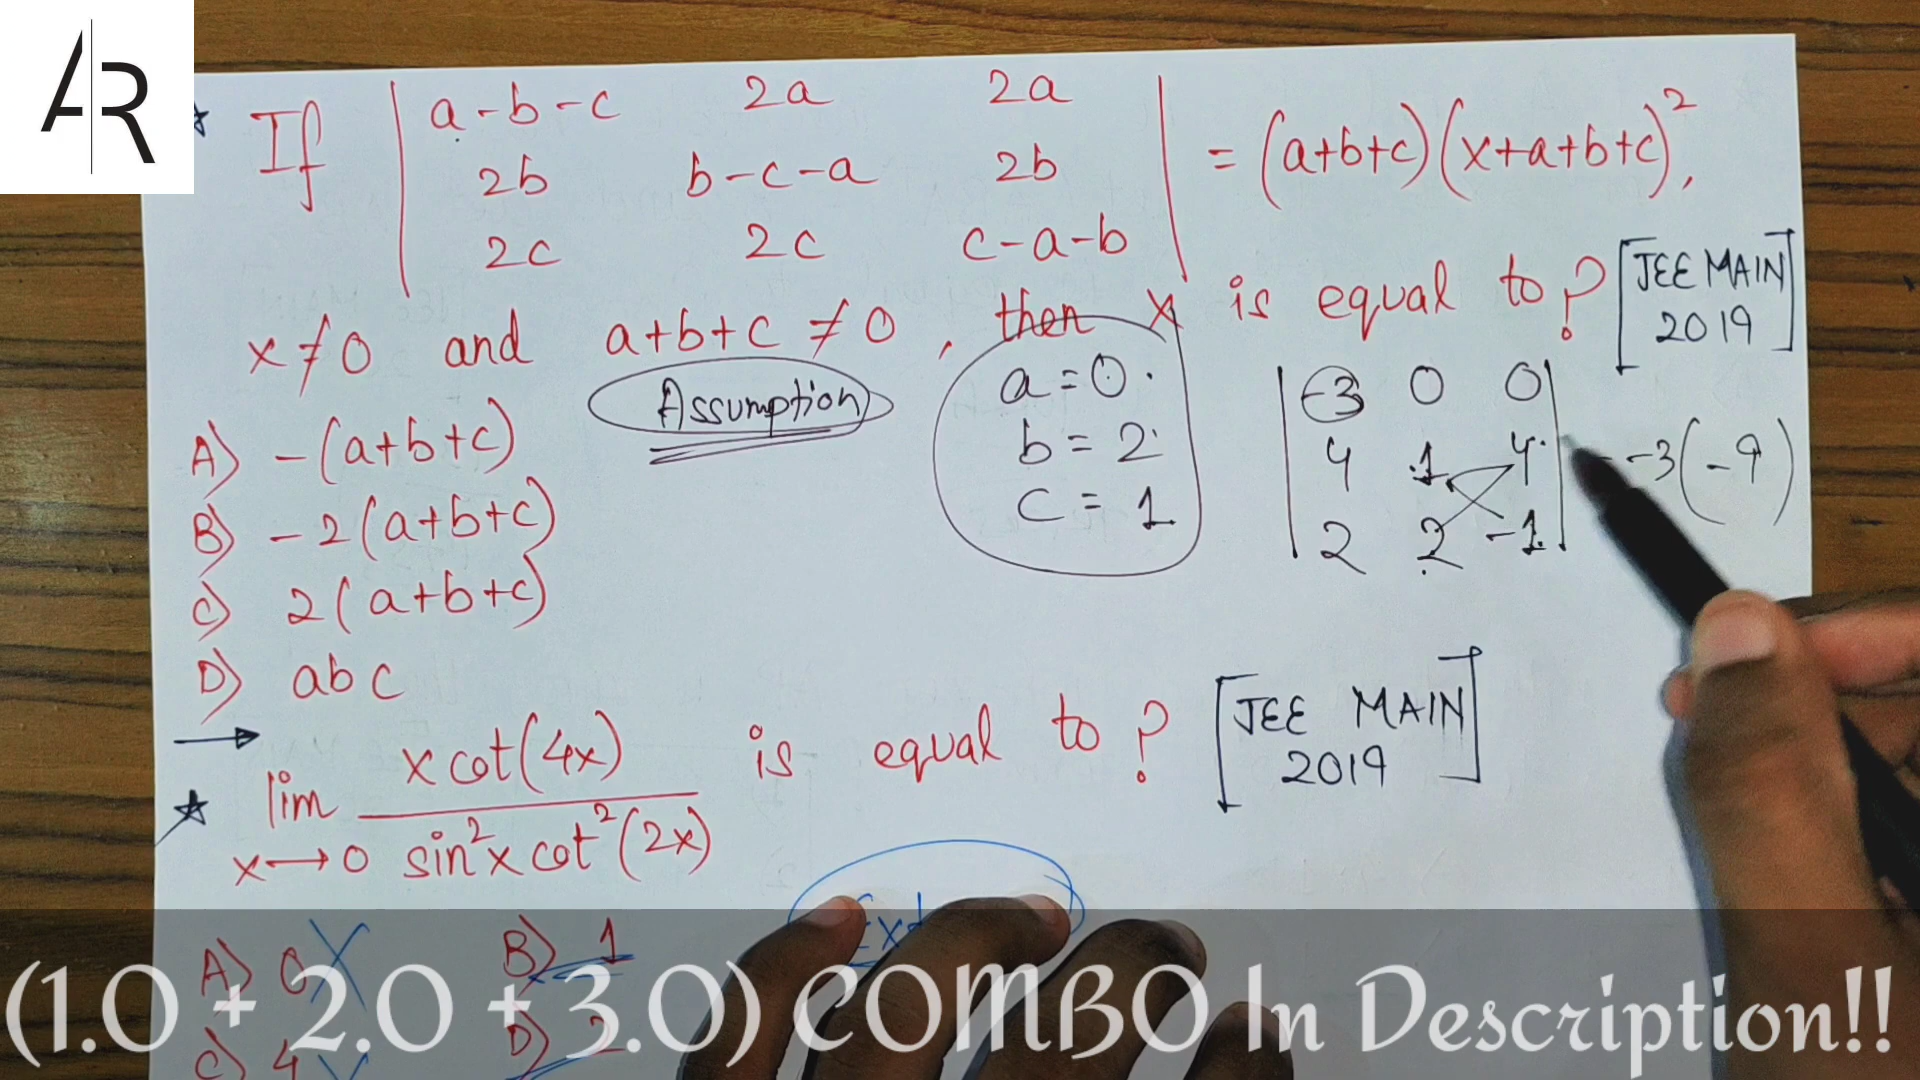 AR
If | a-b-c 2a 2a |
| 2b b-c-a 2b | = (a+b+c)(x+a+b+c)²,
| 2c 2c c-a-b |
x≠0 and a+b+c ≠ 0, then x is equal to? [JEE MAIN 2019]
Assumption
a = 0
b = 2
c = 1
| -3 0 0 |
| 4 1 4 | -3(-9)
| 2 2 -1 |
A) -(a+b+c)
B) -2(a+b+c)
C) 2(a+b+c)
D) abc
lim x→0 x cot(4x) / sin²x cot²(2x) is equal to? [JEE MAIN 2019]
A) 0 B) 1
C) 4 D) 2
(1.0 + 2.0 + 3.0) COMBO In Description!!